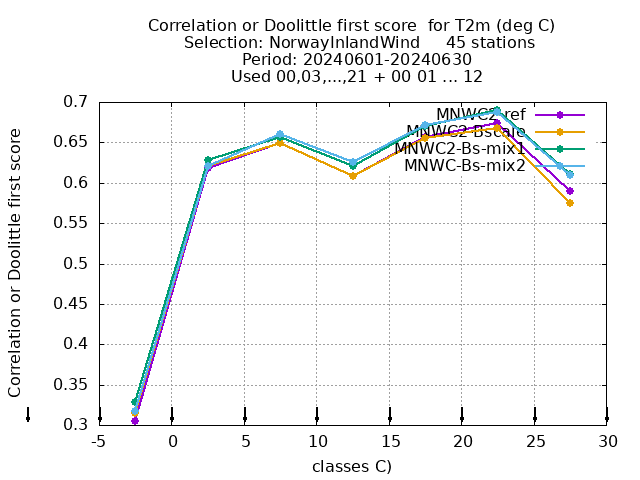 Correlation or Doolittle first score  for T2m (deg C)
Selection: NorwayInlandWind     45 stations
Period: 20240601-20240630
Used 00,03,...,21 + 00 01 ... 12
Correlation or Doolittle first score
0.7
0.65
0.6
0.55
0.5
0.45
0.4
0.35
0.3
MNWC2-ref
MNWC2-Bscale
MNWC2-Bs-mix1
MNWC-Bs-mix2
-5 0 5 10 15 20 25 30
classes C)